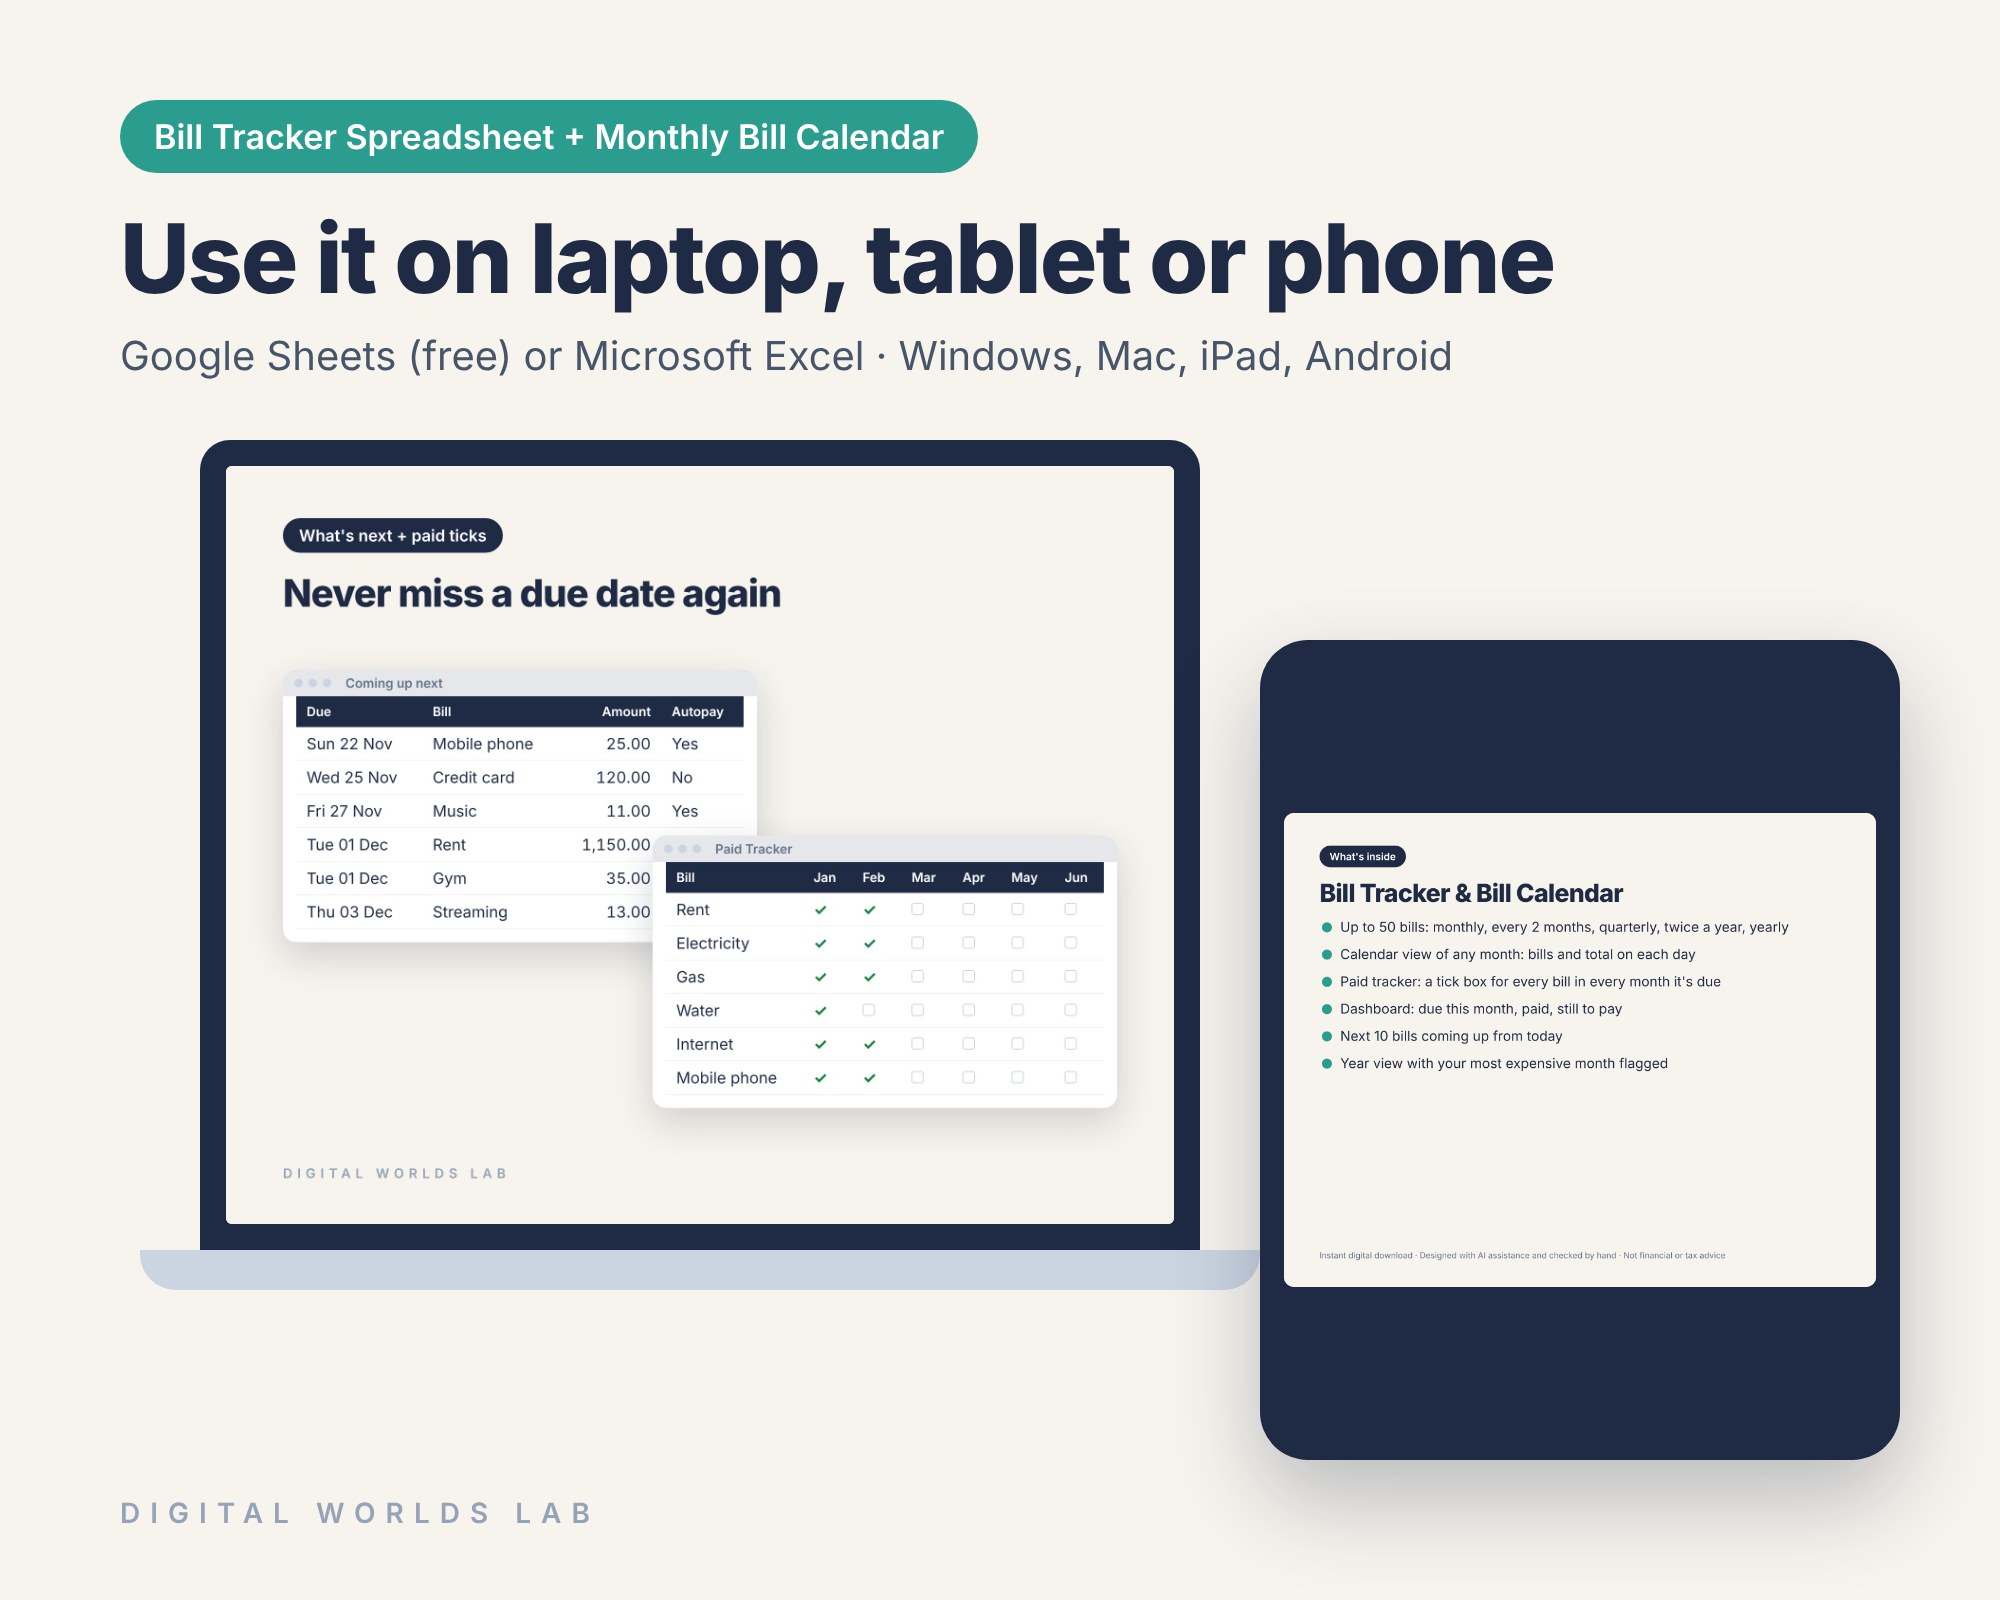 Bill Tracker Spreadsheet + Monthly Bill Calendar
Use it on laptop, tablet or phone
Google Sheets (free) or Microsoft Excel · Windows, Mac, iPad, Android
What's next + paid ticks
Never miss a due date again
Coming up next
Due Bill Amount Autopay
Sun 22 Nov Mobile phone 25.00 Yes
Wed 25 Nov Credit card 120.00 No
Fri 27 Nov Music 11.00 Yes
Tue 01 Dec Rent 1,150.00
Tue 01 Dec Gym 35.00
Thu 03 Dec Streaming 13.00
Paid Tracker
Bill Jan Feb Mar Apr May Jun
Rent
Electricity
Gas
Water
Internet
Mobile phone
DIGITAL WORLDS LAB
What's inside
Bill Tracker & Bill Calendar
Up to 50 bills: monthly, every 2 months, quarterly, twice a year, yearly
Calendar view of any month: bills and total on each day
Paid tracker: a tick box for every bill in every month it's due
Dashboard: due this month, paid, still to pay
Next 10 bills coming up from today
Year view with your most expensive month flagged
Instant digital download · Designed with AI assistance and checked by hand · Not financial or tax advice
DIGITAL WORLDS LAB